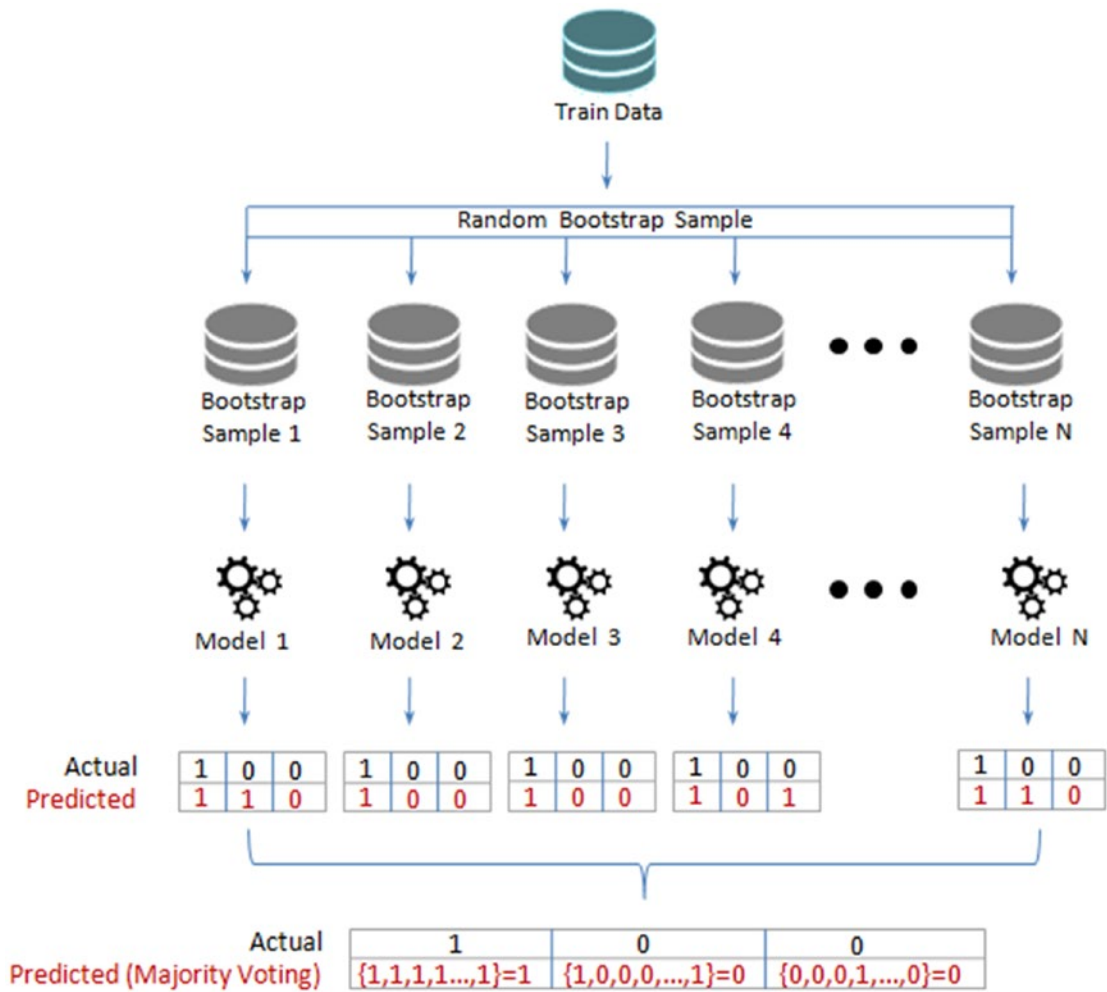 Train Data
Random Bootstrap Sample
Bootstrap Sample 1
Bootstrap Sample 2
Bootstrap Sample 3
Bootstrap Sample 4
Bootstrap Sample N
Model 1
Model 2
Model 3
Model 4
Model N
Actual
1 0 0
1 0 0
1 0 0
1 0 0
1 0 0
Predicted
1 1 0
1 0 0
1 0 0
1 0 1
1 1 0
Actual
1
0
0
Predicted (Majority Voting)
{1,1,1,1...,1}=1
{1,0,0,0,...,1}=0
{0,0,0,1,...,0}=0